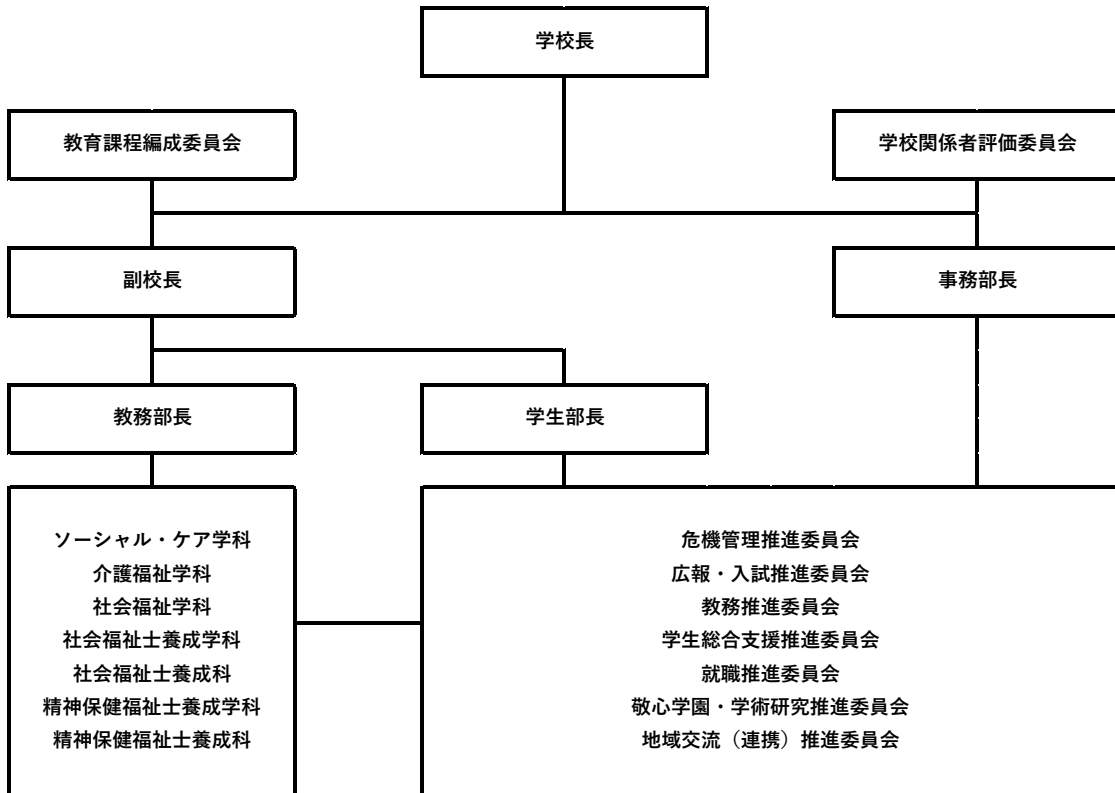 学校長
教育課程編成委員会
学校関係者評価委員会
副校長
事務部長
教務部長
学生部長
ソーシャル・ケア学科
介護福祉学科
社会福祉学科
社会福祉士養成学科
社会福祉士養成科
精神保健福祉士養成学科
精神保健福祉士養成科
危機管理推進委員会
広報・入試推進委員会
教務推進委員会
学生総合支援推進委員会
就職推進委員会
敬心学園・学術研究推進委員会
地域交流（連携）推進委員会